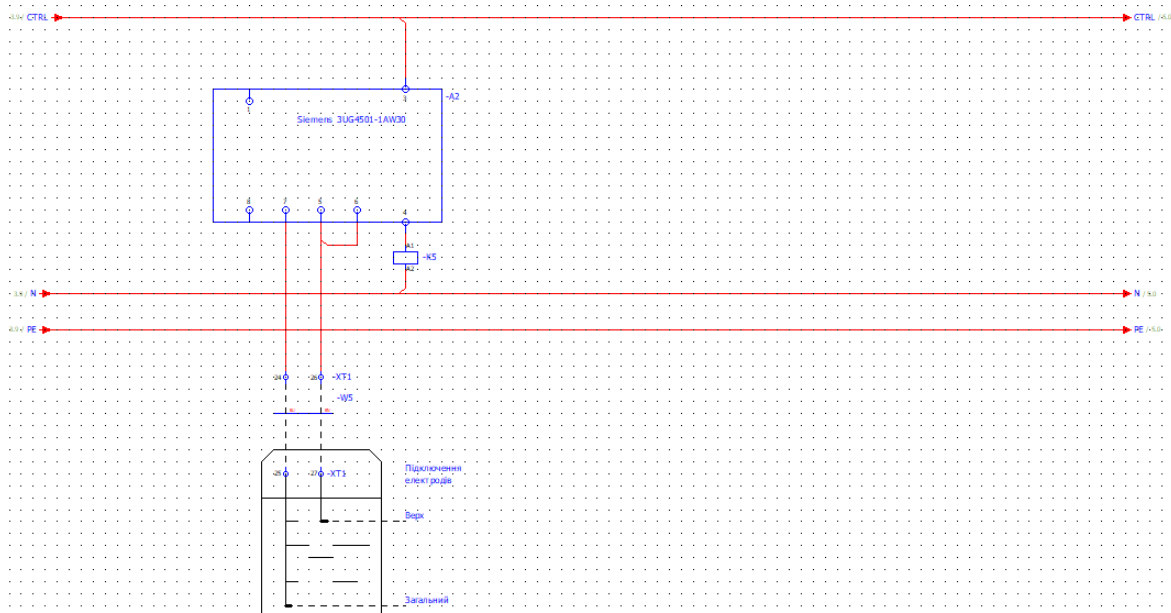 CTRL
CTRL
3
-A2
1
Siemens 3UG4501-1AW30
8
7
5
6
4
A1
-K5
A2
N
N
PE
PE
-24
-26
-XT1
-W5
-25
-27
-XT1
Підключення
електродів
Верх
Загальний